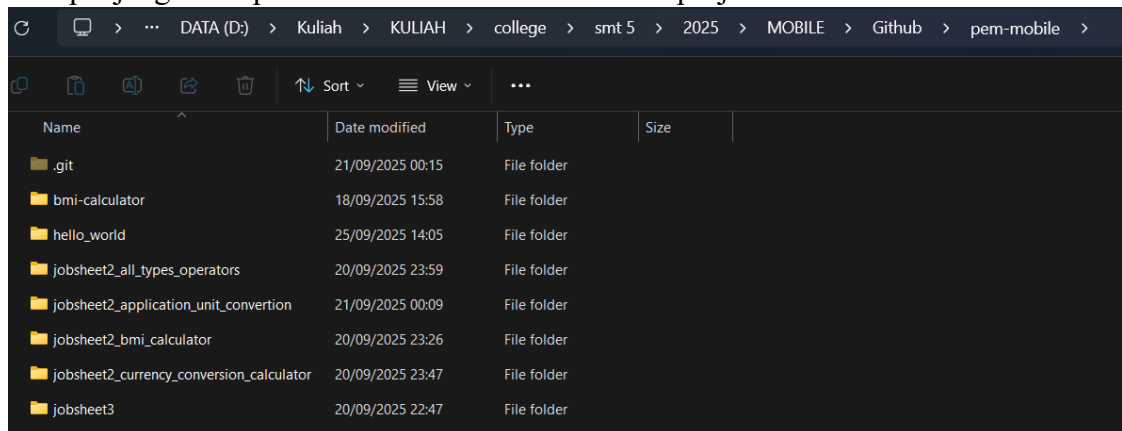 DATA (D:) > Kuliah > KULIAH > college > smt 5 > 2025 > MOBILE > Github > pem-mobile >
Sort View
Name Date modified Type Size
.git 21/09/2025 00:15 File folder
bmi-calculator 18/09/2025 15:58 File folder
hello_world 25/09/2025 14:05 File folder
jobsheet2_all_types_operators 20/09/2025 23:59 File folder
jobsheet2_application_unit_convertion 21/09/2025 00:09 File folder
jobsheet2_bmi_calculator 20/09/2025 23:26 File folder
jobsheet2_currency_conversion_calculator 20/09/2025 23:47 File folder
jobsheet3 20/09/2025 22:47 File folder